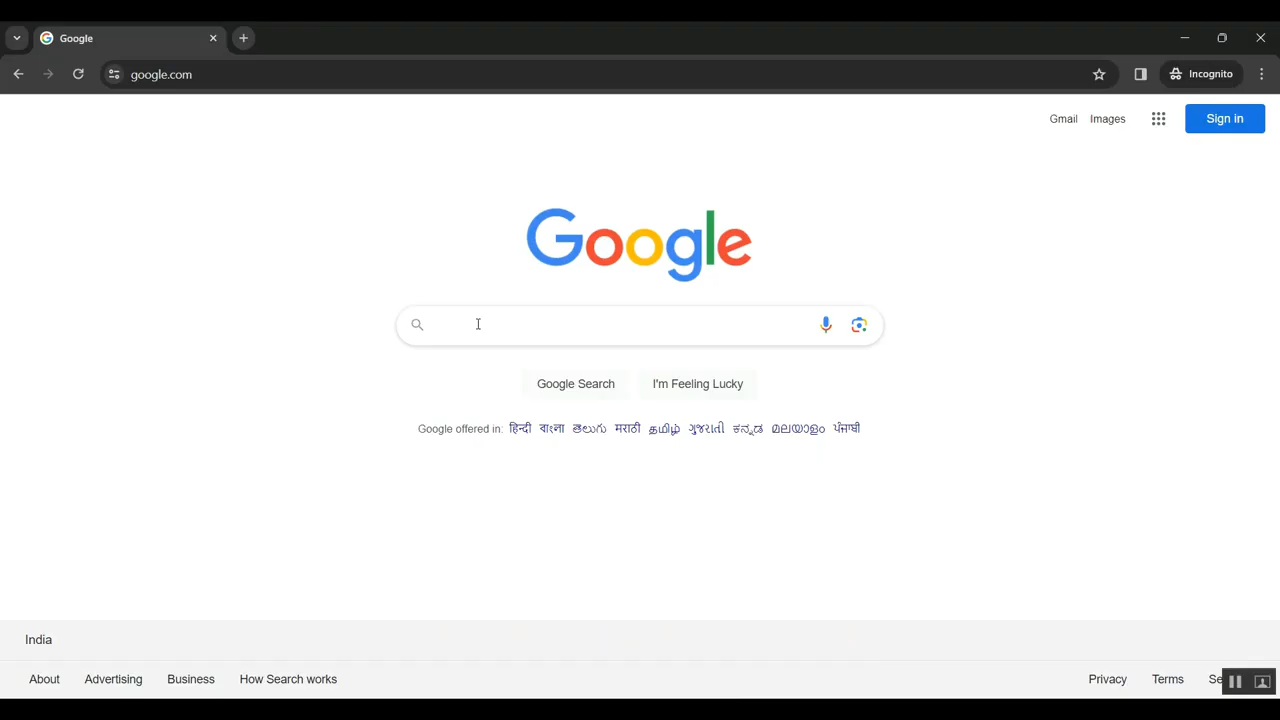 Google
google.com
Incognito
Gmail Images Sign in
Google
Google Search I'm Feeling Lucky
Google offered in: हिन्दी বাংলা తెలుగు मराठी தமிழ் ગુજરાતી ಕನ್ನಡ മലയാളം ਪੰਜਾਬੀ
India
About Advertising Business How Search works Privacy Terms